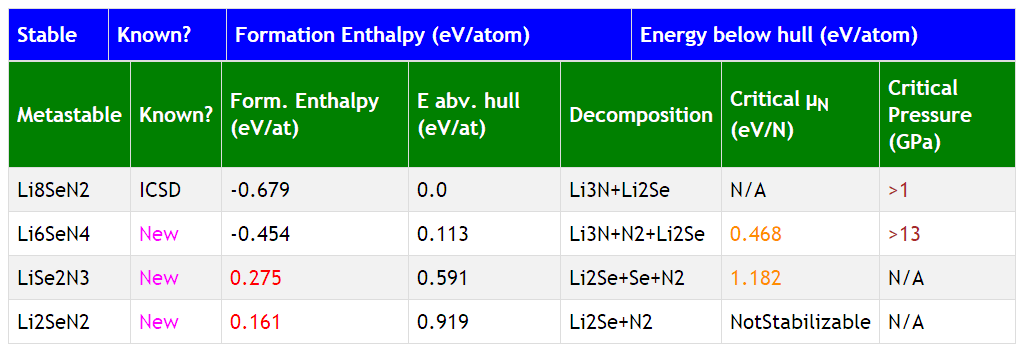 Stable Known? Formation Enthalpy (eV/atom) Energy below hull (eV/atom)
Metastable Known? Form. Enthalpy (eV/at) E abv. hull (eV/at) Decomposition Critical μN (eV/N) Critical Pressure (GPa)
Li8SeN2 ICSD -0.679 0.0 Li3N+Li2Se N/A >1
Li6SeN4 New -0.454 0.113 Li3N+N2+Li2Se 0.468 >13
LiSe2N3 New 0.275 0.591 Li2Se+Se+N2 1.182 N/A
Li2SeN2 New 0.161 0.919 Li2Se+N2 NotStabilizable N/A